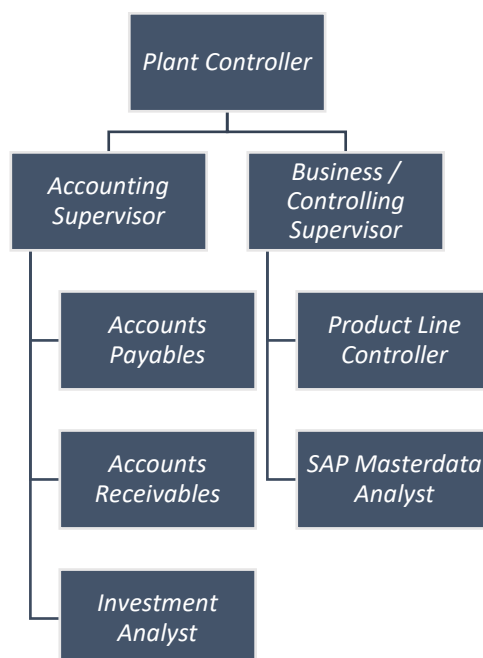 Plant Controller
Accounting
Supervisor
Business /
Controlling
Supervisor
Accounts
Payables
Product Line
Controller
Accounts
Receivables
SAP Masterdata
Analyst
Investment
Analyst